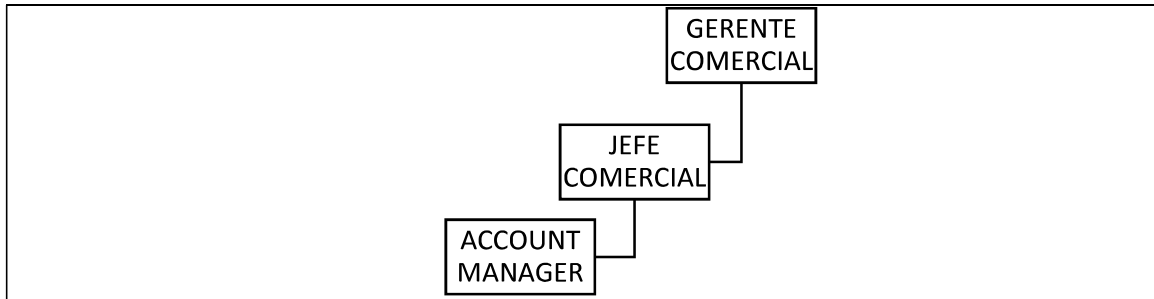 GERENTE
COMERCIAL
JEFE
COMERCIAL
ACCOUNT
MANAGER